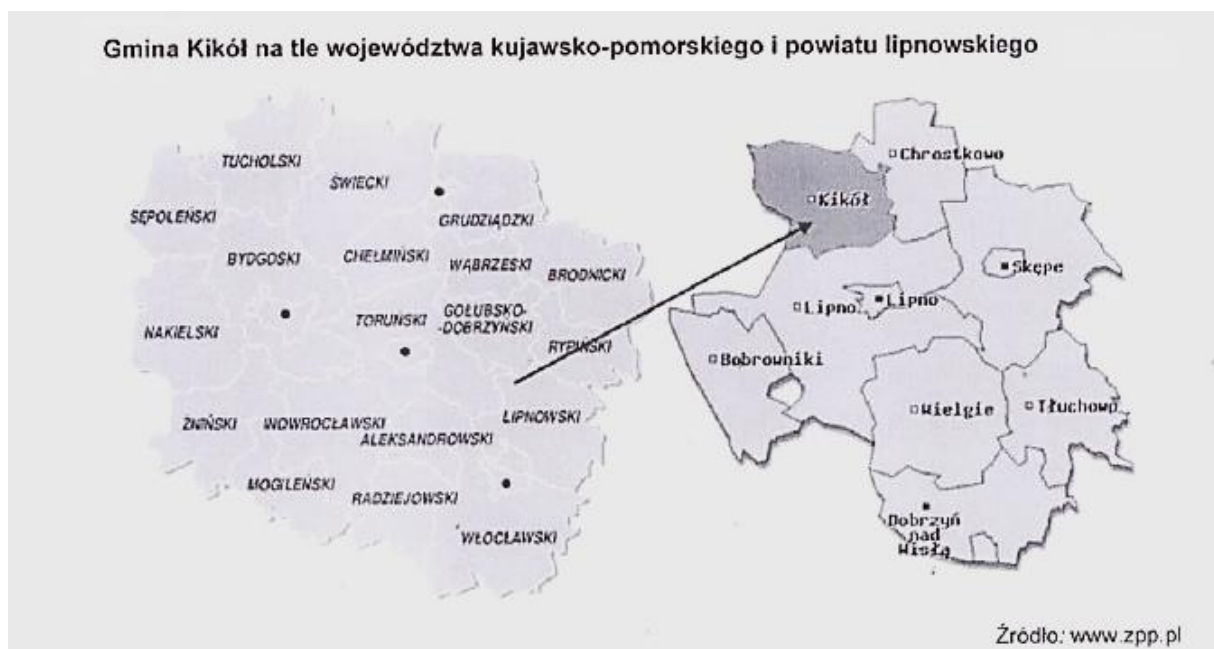 Gmina Kikół na tle województwa kujawsko-pomorskiego i powiatu lipnowskiego
TUCHOLSKI
ŚWIECKI
SĘPOLEŃSKI
GRUDZIĄDZKI
BYDGOSKI
CHEŁMIŃSKI
WĄBRZESKI
BRODNICKI
NAKIELSKI
TORUŃSKI
GOŁUBSKO-
-DOBRZYŃSKI
RYPIŃSKI
ŻNIŃSKI
INOWROCŁAWSKI
ALEKSANDROWSKI
LIPNOWSKI
MOGILEŃSKI
RADZIEJOWSKI
WŁOCŁAWSKI
Chrostkowo
Kikół
Skępe
Lipno
Lipno
Bobrowniki
Wielgie
Tłuchowo
Dobrzyń
nad
Wisłą
Źródło: www.zpp.pl